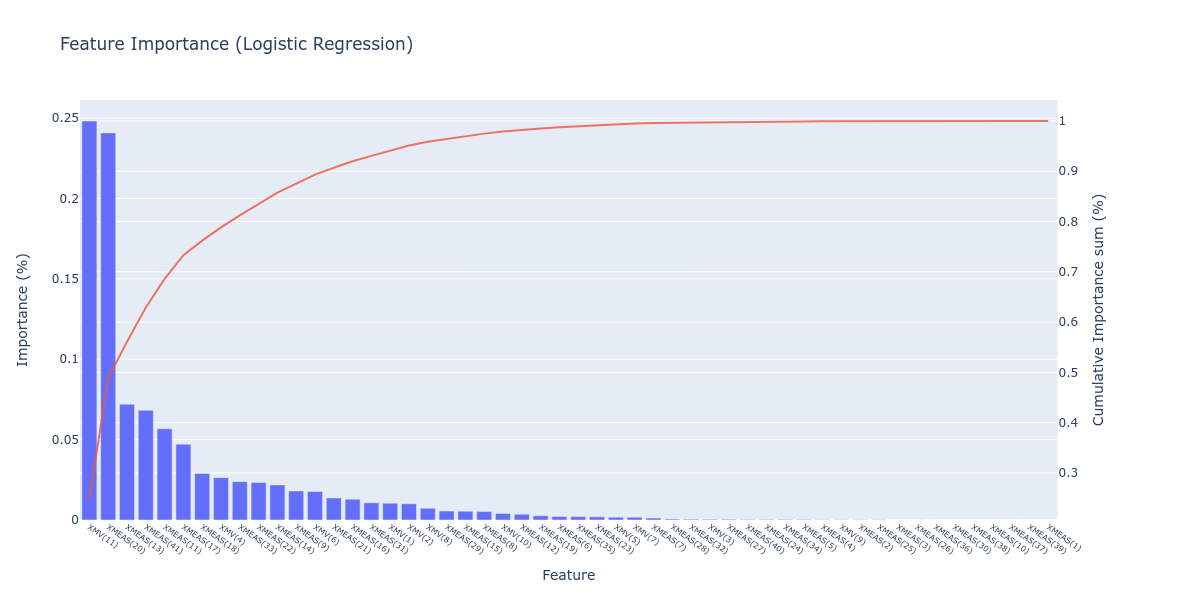 Feature Importance (Logistic Regression)
0.25
0.2
0.15
0.1
0.05
0
Importance (%)
1
0.9
0.8
0.7
0.6
0.5
0.4
0.3
Cumulative Importance sum (%)
XMV(11)
XMEAS(20)
XMEAS(13)
XMEAS(41)
XMEAS(11)
XMEAS(17)
XMEAS(18)
XMV(4)
XMEAS(33)
XMEAS(22)
XMEAS(14)
XMEAS(9)
XMV(6)
XMEAS(21)
XMEAS(16)
XMEAS(31)
XMV(1)
XMV(2)
XMV(8)
XMEAS(29)
XMEAS(15)
XMEAS(8)
XMV(10)
XMEAS(12)
XMEAS(19)
XMEAS(6)
XMEAS(35)
XMEAS(23)
XMV(5)
XMV(7)
XMEAS(7)
XMEAS(28)
XMEAS(32)
XMV(3)
XMEAS(27)
XMEAS(40)
XMEAS(24)
XMEAS(34)
XMEAS(5)
XMEAS(4)
XMV(9)
XMEAS(2)
XMEAS(25)
XMEAS(3)
XMEAS(26)
XMEAS(36)
XMEAS(30)
XMEAS(38)
XMEAS(10)
XMEAS(37)
XMEAS(39)
XMEAS(1)
Feature